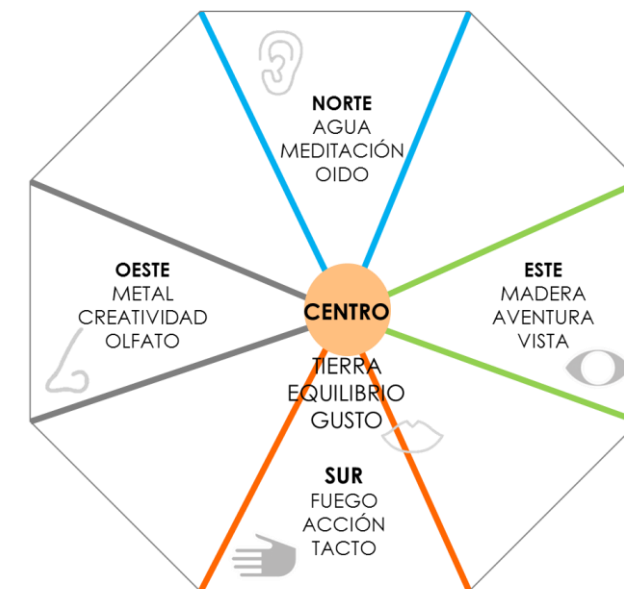 NORTE
AGUA
MEDITACIÓN
OIDO
OESTE
METAL
CREATIVIDAD
OLFATO
CENTRO
TIERRA
EQUILIBRIO
GUSTO
ESTE
MADERA
AVENTURA
VISTA
SUR
FUEGO
ACCIÓN
TACTO